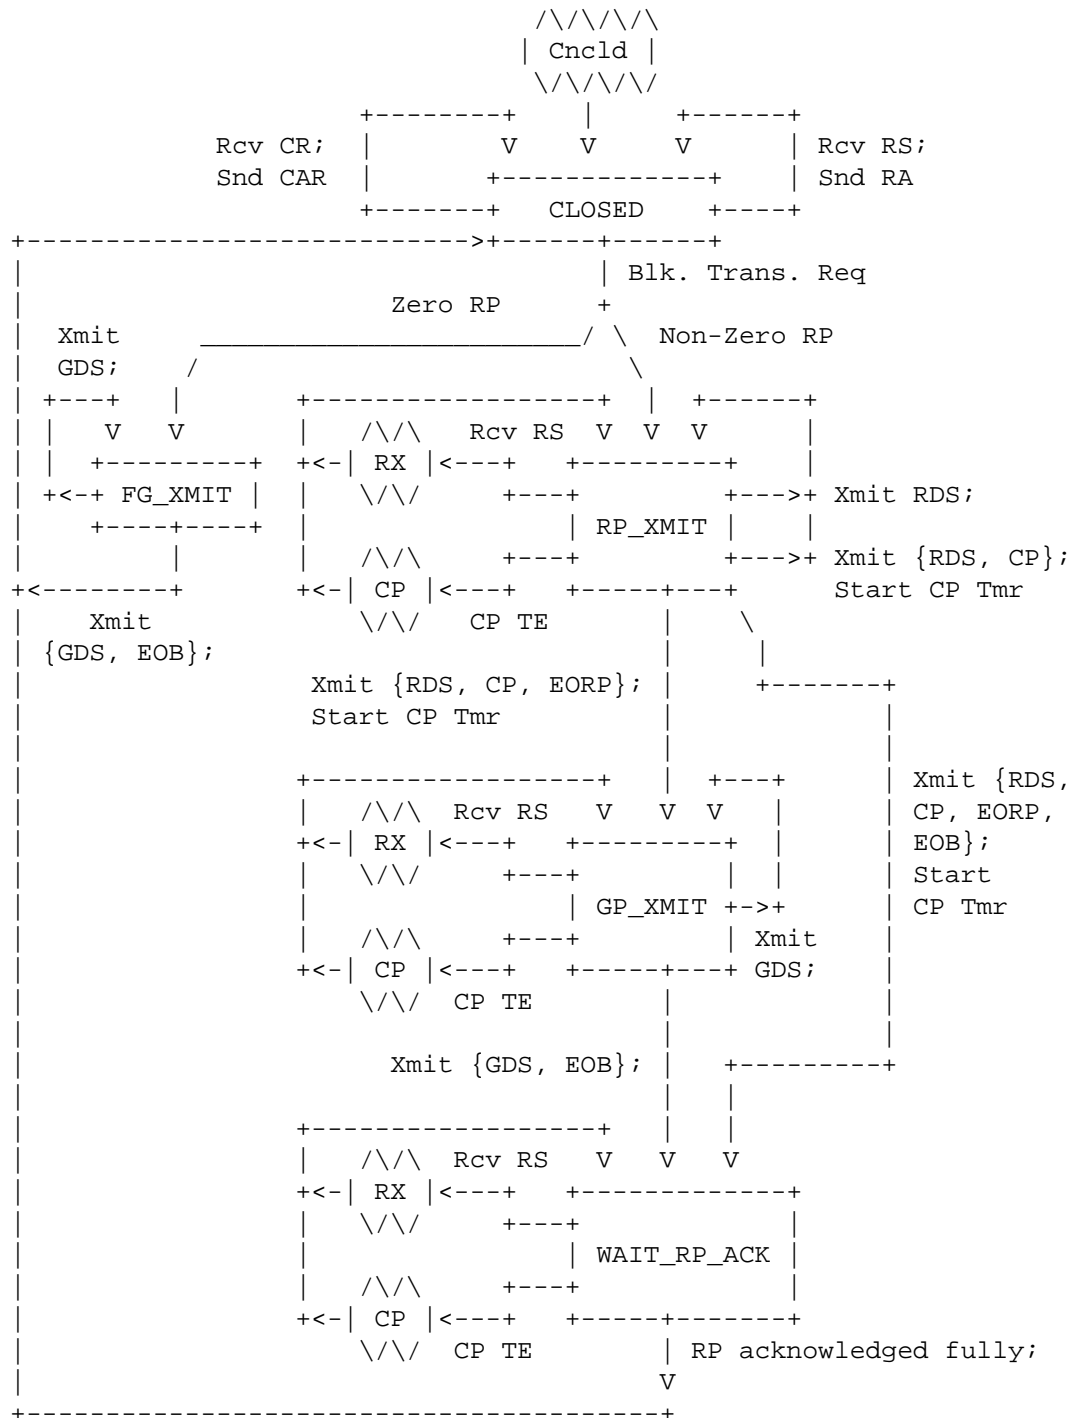 Cncld
Rcv CR; Rcv RS;
Snd CAR Snd RA
CLOSED
Blk. Trans. Req
Zero RP
Xmit Non-Zero RP
GDS;
V V V
V V Rcv RS V V V
RX
FG_XMIT Xmit RDS;
RP_XMIT
Xmit {RDS, CP};
CP Start CP Tmr
Xmit CP TE
{GDS, EOB};
Xmit {RDS, CP, EORP};
Start CP Tmr
Xmit {RDS,
Rcv RS V V V CP, EORP,
RX EOB};
Start
GP_XMIT CP Tmr
Xmit
CP GDS;
CP TE
Xmit {GDS, EOB};
Rcv RS V V V
RX
WAIT_RP_ACK
CP
CP TE RP acknowledged fully;
V